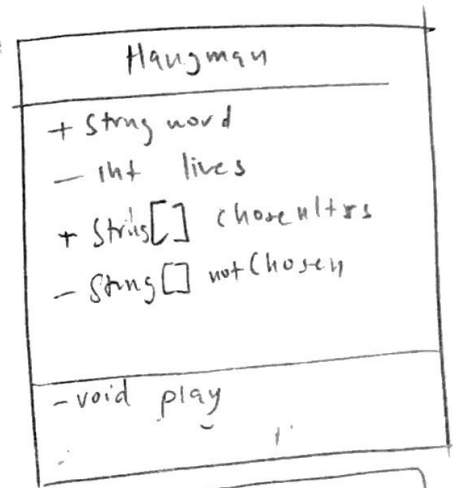 Hangman
+ String word
- int lives
+ String[] chosenltrs
- String[] notChosen
- void play